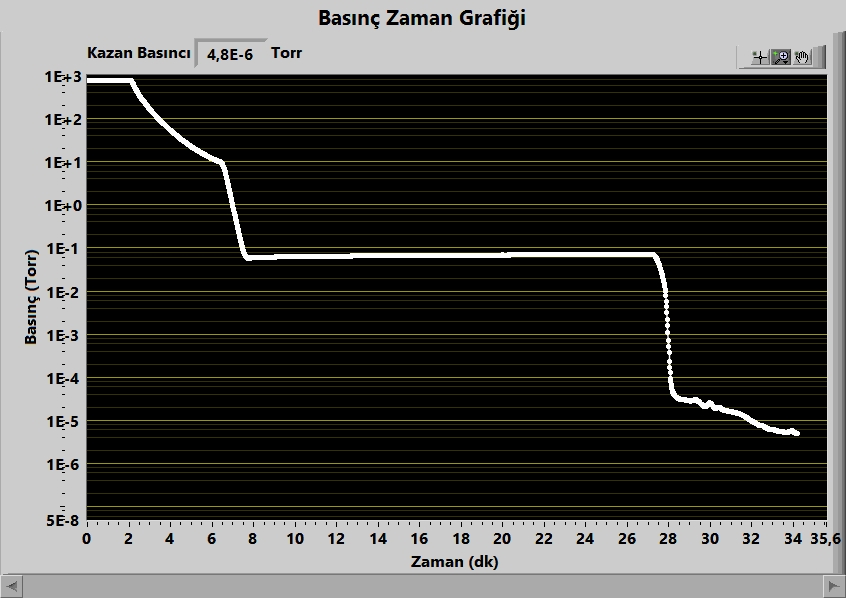 Basınç Zaman Grafiği
Kazan Basıncı 4,8E-6 Torr
1E+3
1E+2
1E+1
1E+0
1E-1
1E-2
1E-3
1E-4
1E-5
1E-6
5E-8
Basınç (Torr)
0 2 4 6 8 10 12 14 16 18 20 22 24 26 28 30 32 34 35,6
Zaman (dk)